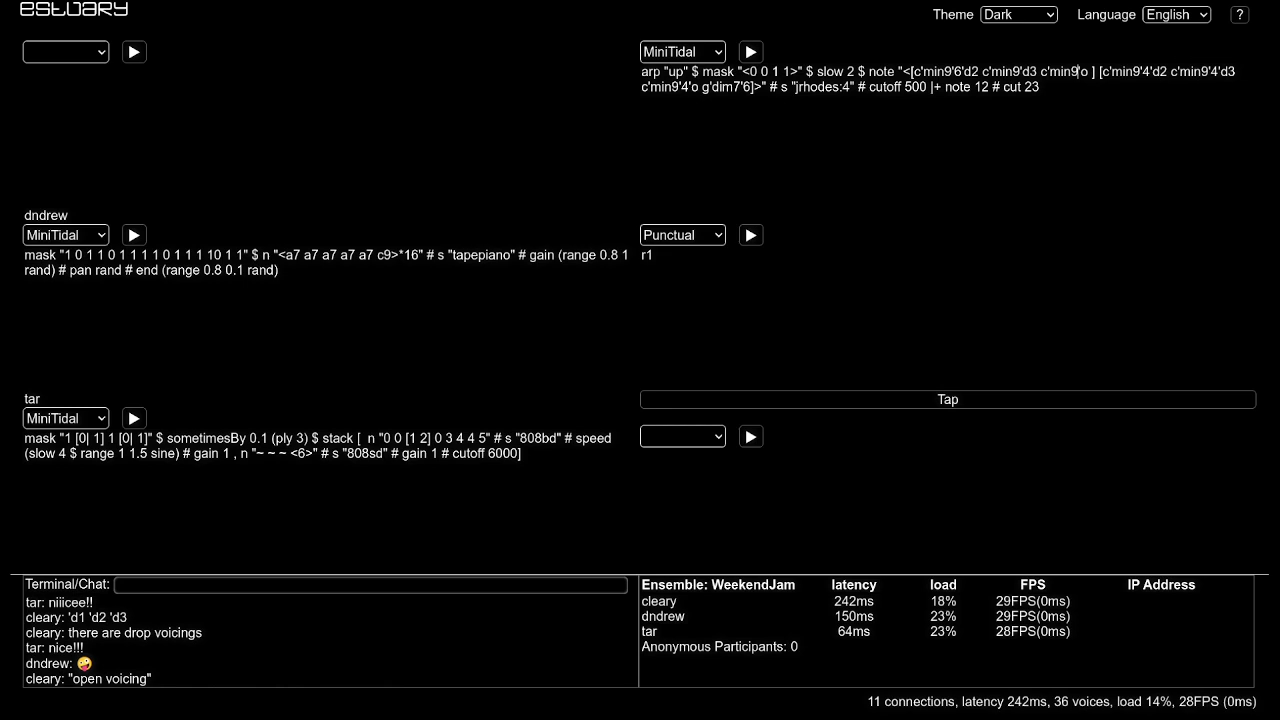 estuary
Theme Dark Language English ?
MiniTidal
arp "up" $ mask "<0 0 1 1>" $ slow 2 $ note "<[c'min9'6'd2 c'min9'd3 c'min9'o ] [c'min9'4'd2 c'min9'4'd3
c'min9'4'o g'dim7'6]>" # s "jrhodes:4" # cutoff 500 |+ note 12 # cut 23
dndrew
MiniTidal
mask "1 0 1 1 0 1 1 1 1 0 1 1 1 10 1 1" $ n "<a7 a7 a7 a7 a7 c9>*16" # s "tapepiano" # gain (range 0.8 1
rand) # pan rand # end (range 0.8 0.1 rand)
Punctual
r1
tar
MiniTidal
mask "1 [0| 1] 1 [0| 1]" $ sometimesBy 0.1 (ply 3) $ stack [  n "0 0 [1 2] 0 3 4 4 5" # s "808bd" # speed
(slow 4 $ range 1 1.5 sine) # gain 1 , n "~ ~ ~ <6>" # s "808sd" # gain 1 # cutoff 6000]
Tap
Terminal/Chat:
tar: niiicee!!
cleary: 'd1 'd2 'd3
cleary: there are drop voicings
tar: nice!!!
dndrew: 🤪
cleary: "open voicing"
Ensemble: WeekendJam latency load FPS IP Address
cleary 242ms 18% 29FPS(0ms)
dndrew 150ms 23% 29FPS(0ms)
tar 64ms 23% 28FPS(0ms)
Anonymous Participants: 0
11 connections, latency 242ms, 36 voices, load 14%, 28FPS (0ms)